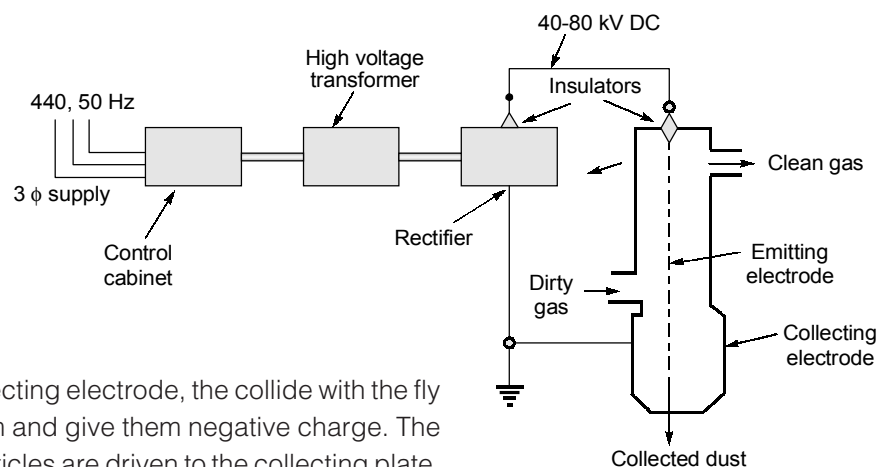 40-80 kV DC
High voltage
transformer
Insulators
440, 50 Hz
Clean gas
3 ϕ supply
Rectifier
Control
cabinet
Emitting
electrode
Dirty
gas
Collecting
electrode
ecting electrode, the collide with the fly
and give them negative charge. The
icles are driven to the collecting plate
Collected dust